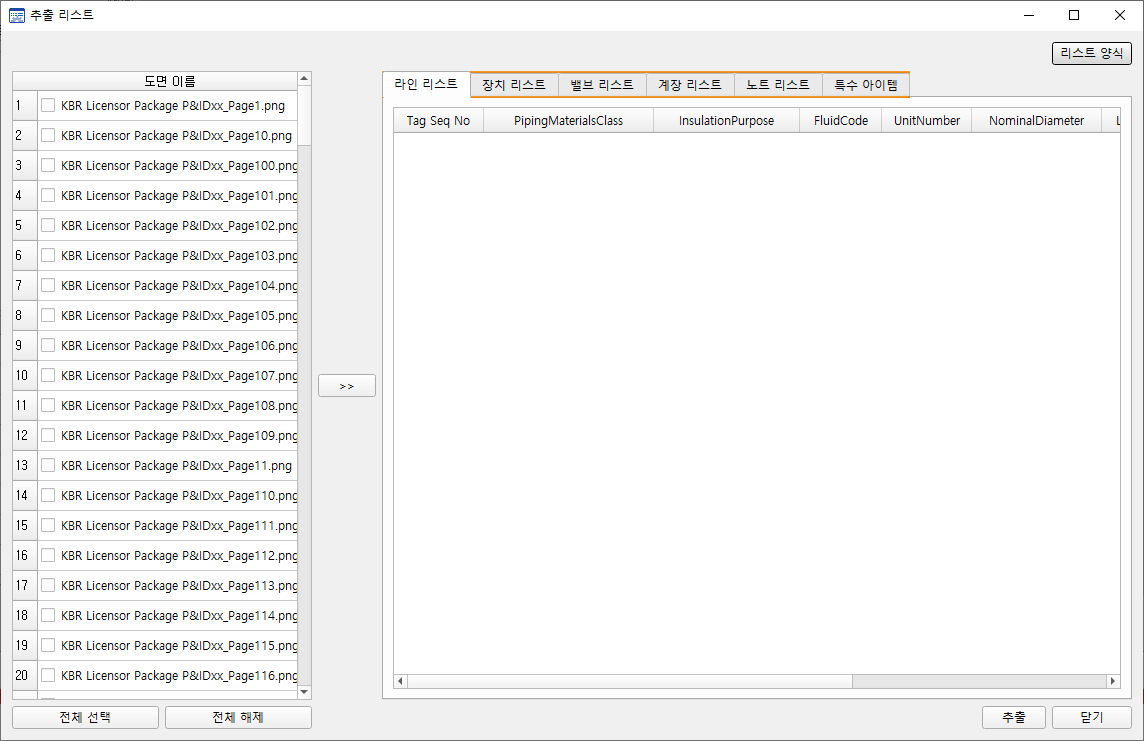 추출 리스트
리스트 양식
도면 이름
1 KBR Licensor Package P&IDxx_Page1.png
2 KBR Licensor Package P&IDxx_Page10.png
3 KBR Licensor Package P&IDxx_Page100.png
4 KBR Licensor Package P&IDxx_Page101.png
5 KBR Licensor Package P&IDxx_Page102.png
6 KBR Licensor Package P&IDxx_Page103.png
7 KBR Licensor Package P&IDxx_Page104.png
8 KBR Licensor Package P&IDxx_Page105.png
9 KBR Licensor Package P&IDxx_Page106.png
10 KBR Licensor Package P&IDxx_Page107.png
11 KBR Licensor Package P&IDxx_Page108.png
12 KBR Licensor Package P&IDxx_Page109.png
13 KBR Licensor Package P&IDxx_Page11.png
14 KBR Licensor Package P&IDxx_Page110.png
15 KBR Licensor Package P&IDxx_Page111.png
16 KBR Licensor Package P&IDxx_Page112.png
17 KBR Licensor Package P&IDxx_Page113.png
18 KBR Licensor Package P&IDxx_Page114.png
19 KBR Licensor Package P&IDxx_Page115.png
20 KBR Licensor Package P&IDxx_Page116.png
전체 선택 전체 해제
>>
라인 리스트 장치 리스트 밸브 리스트 계장 리스트 노트 리스트 특수 아이템
Tag Seq No PipingMaterialsClass InsulationPurpose FluidCode UnitNumber NominalDiameter
추출 닫기